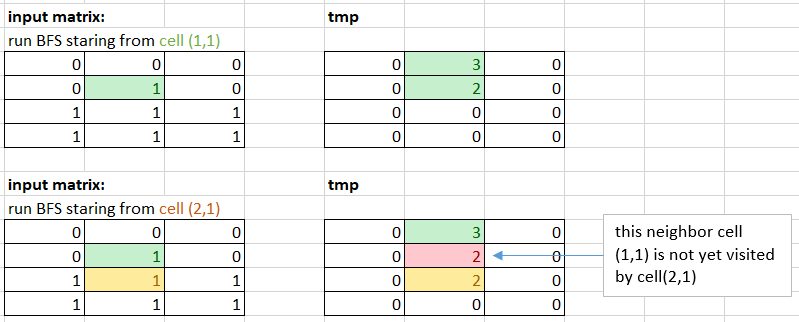 input matrix: tmp
run BFS staring from cell (1,1)
0 0 0 0 3 0
0 1 0 0 2 0
1 1 1 0 0 0
1 1 1 0 0 0
input matrix: tmp
run BFS staring from cell (2,1)
0 0 0 0 3 0
0 1 0 0 2 0
1 1 1 0 2 0
1 1 1 0 0 0
this neighbor cell
(1,1) is not yet visited
by cell(2,1)